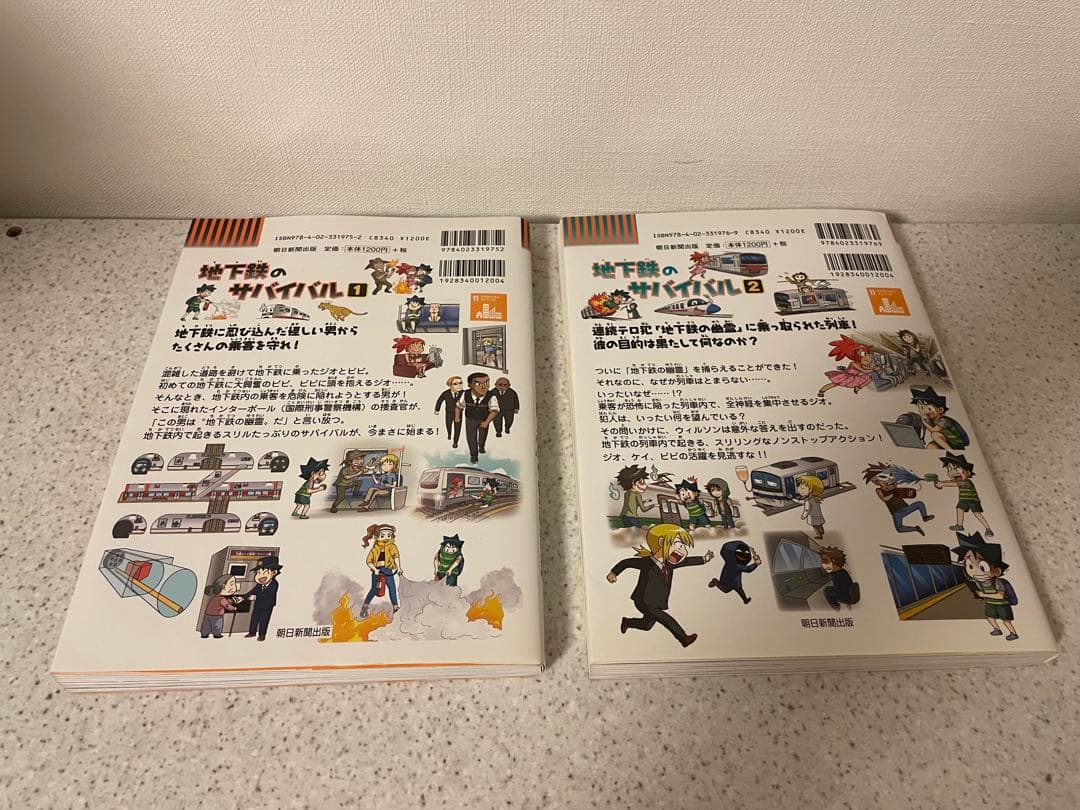 ISBN978-4-02-331975-2 C8340 ¥1200E
朝日新聞出版 定価：本体1200円＋税
9784023319752
1928340012004
地下鉄の
サバイバル1
11
地下鉄に忍び込んだ怪しい男から
たくさんの乗客を守れ！
混雑した道路を避けて地下鉄に乗ったジオとピピ。
初めての地下鉄に大興奮のピピ、ピピに頭を抱えるジオ……。
そんなとき、地下鉄内の乗客を危険に陥れようとする男が！
そこに現れたインターポール（国際刑事警察機構）の捜査官が、
「この男は“地下鉄の幽霊”だ」と言い放つ。
地下鉄内で起きるスリルたっぷりのサバイバルが、今まさに始まる！
朝日新聞出版
ISBN978-4-02-331976-9 C8340 ¥1200E
朝日新聞出版 定価：本体1200円＋税
9784023319769
1928340012004
地下鉄の
サバイバル2
11
連続テロ犯「地下鉄の幽霊」に乗っ取られた列車！
彼の目的は果たして何なのか？
ついに「地下鉄の幽霊」を捕らえることができた！
それなのに、なぜか列車はとまらない……。
いったいなぜ……！？
乗客が恐怖に陥った列車内で、全神経を集中させるジオ。
犯人は、いったい何を望んでいる？
その問いかけに、ウィルソンは意外な答えを出すのだった。
地下鉄の列車内で起きる、スリリングなノンストップアクション！
ジオ、ケイ、ピピの活躍を見逃すな！！
朝日新聞出版